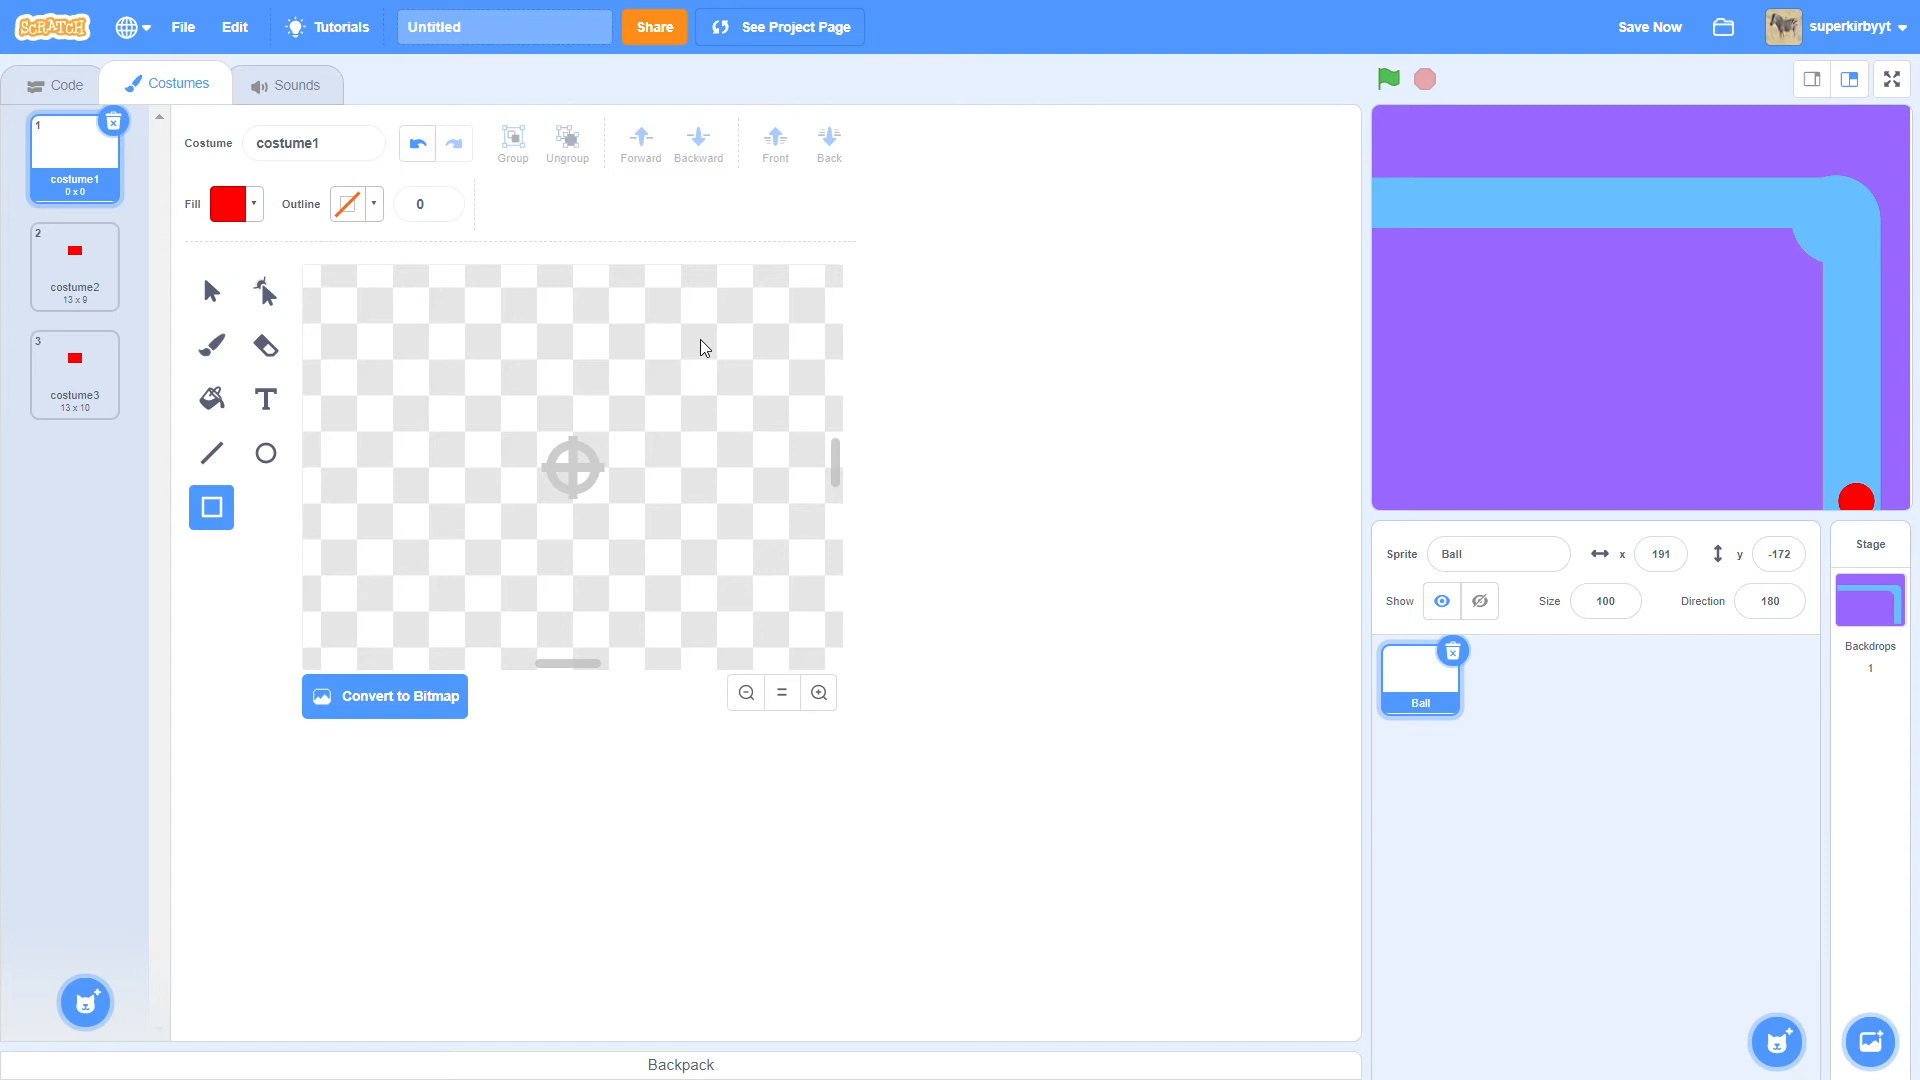 SCRATCH
File
Edit
Tutorials
Untitled
Share
See Project Page
Save Now
superkirbyyt
Code
Costumes
Sounds
1
costume1
0 x 0
2
costume2
13 x 9
3
costume3
13 x 10
Costume
costume1
Group
Ungroup
Forward
Backward
Front
Back
Fill
Outline
0
T
Convert to Bitmap
Backpack
Sprite
Ball
x
191
y
-172
Show
Size
100
Direction
180
Ball
Stage
Backdrops
1